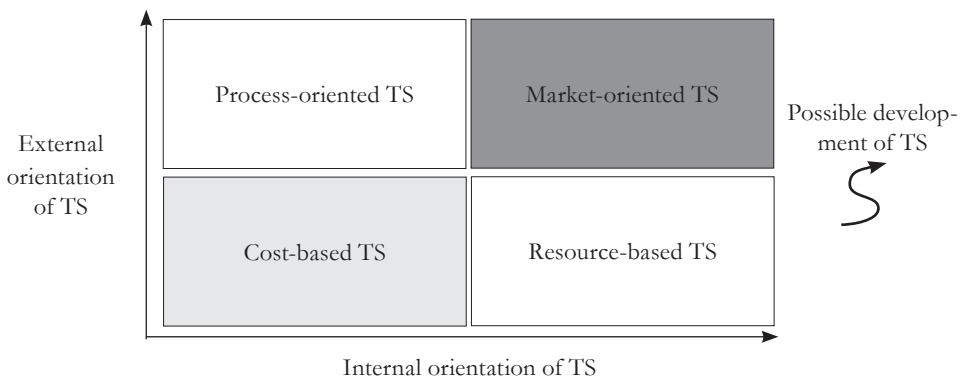 Process-oriented TS
Market-oriented TS
External
orientation
of TS
Possible develop-
ment of TS
Cost-based TS
Resource-based TS
Internal orientation of TS